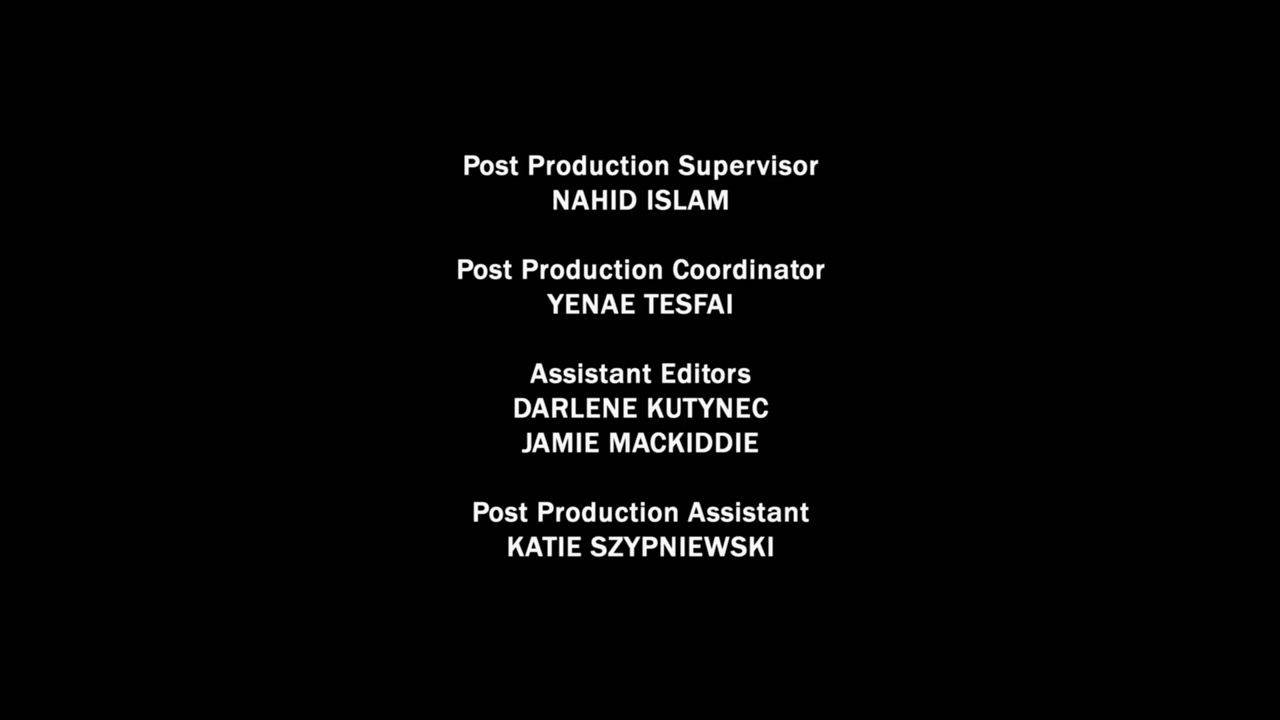 Post Production Supervisor
NAHID ISLAM
Post Production Coordinator
YENAE TESFAI
Assistant Editors
DARLENE KUTYNEC
JAMIE MACKIDDIE
Post Production Assistant
KATIE SZYPNIEWSKI